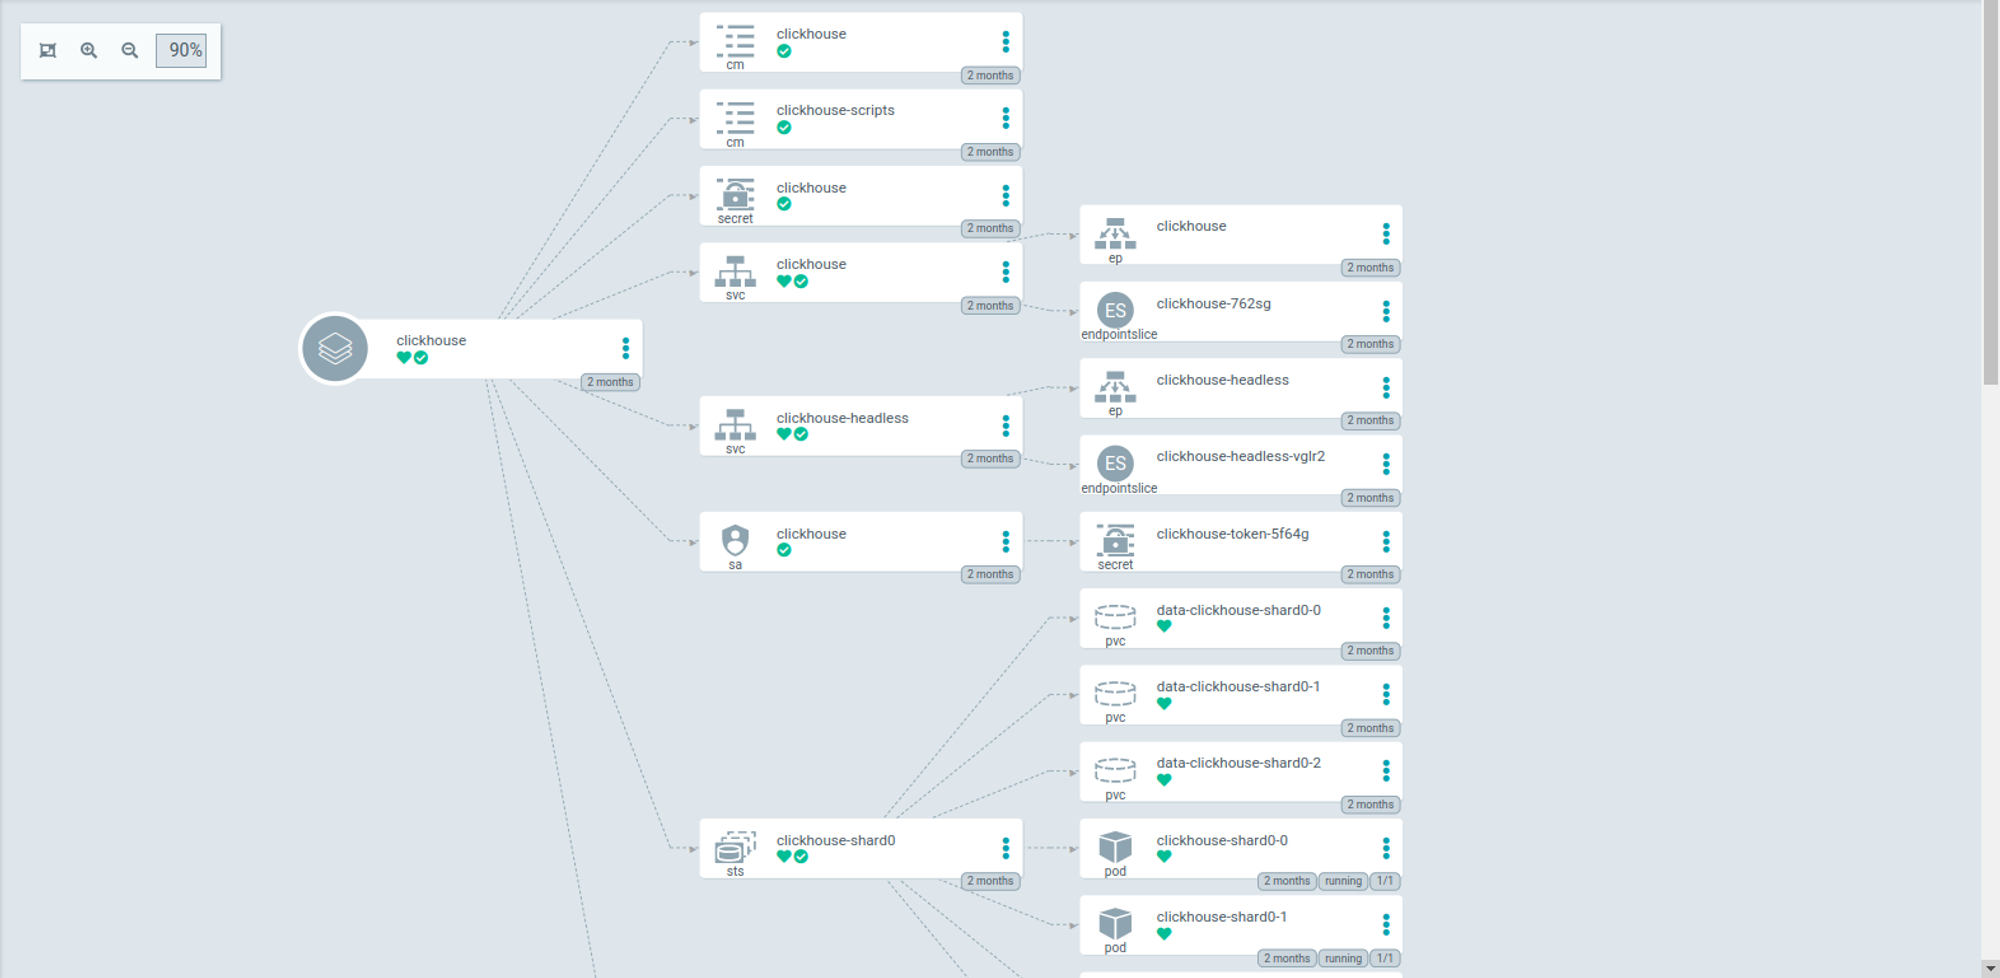 90%
clickhouse
cm
2 months
clickhouse-scripts
cm
2 months
clickhouse
secret
2 months
clickhouse
svc
2 months
clickhouse
ep
2 months
ES
clickhouse-762sg
endpointslice
2 months
clickhouse
2 months
clickhouse-headless
svc
2 months
clickhouse-headless
ep
2 months
ES
clickhouse-headless-vglr2
endpointslice
2 months
clickhouse
sa
2 months
clickhouse-token-5f64g
secret
2 months
data-clickhouse-shard0-0
pvc
2 months
data-clickhouse-shard0-1
pvc
2 months
data-clickhouse-shard0-2
pvc
2 months
clickhouse-shard0
sts
2 months
clickhouse-shard0-0
pod
2 months running 1/1
clickhouse-shard0-1
pod
2 months running 1/1